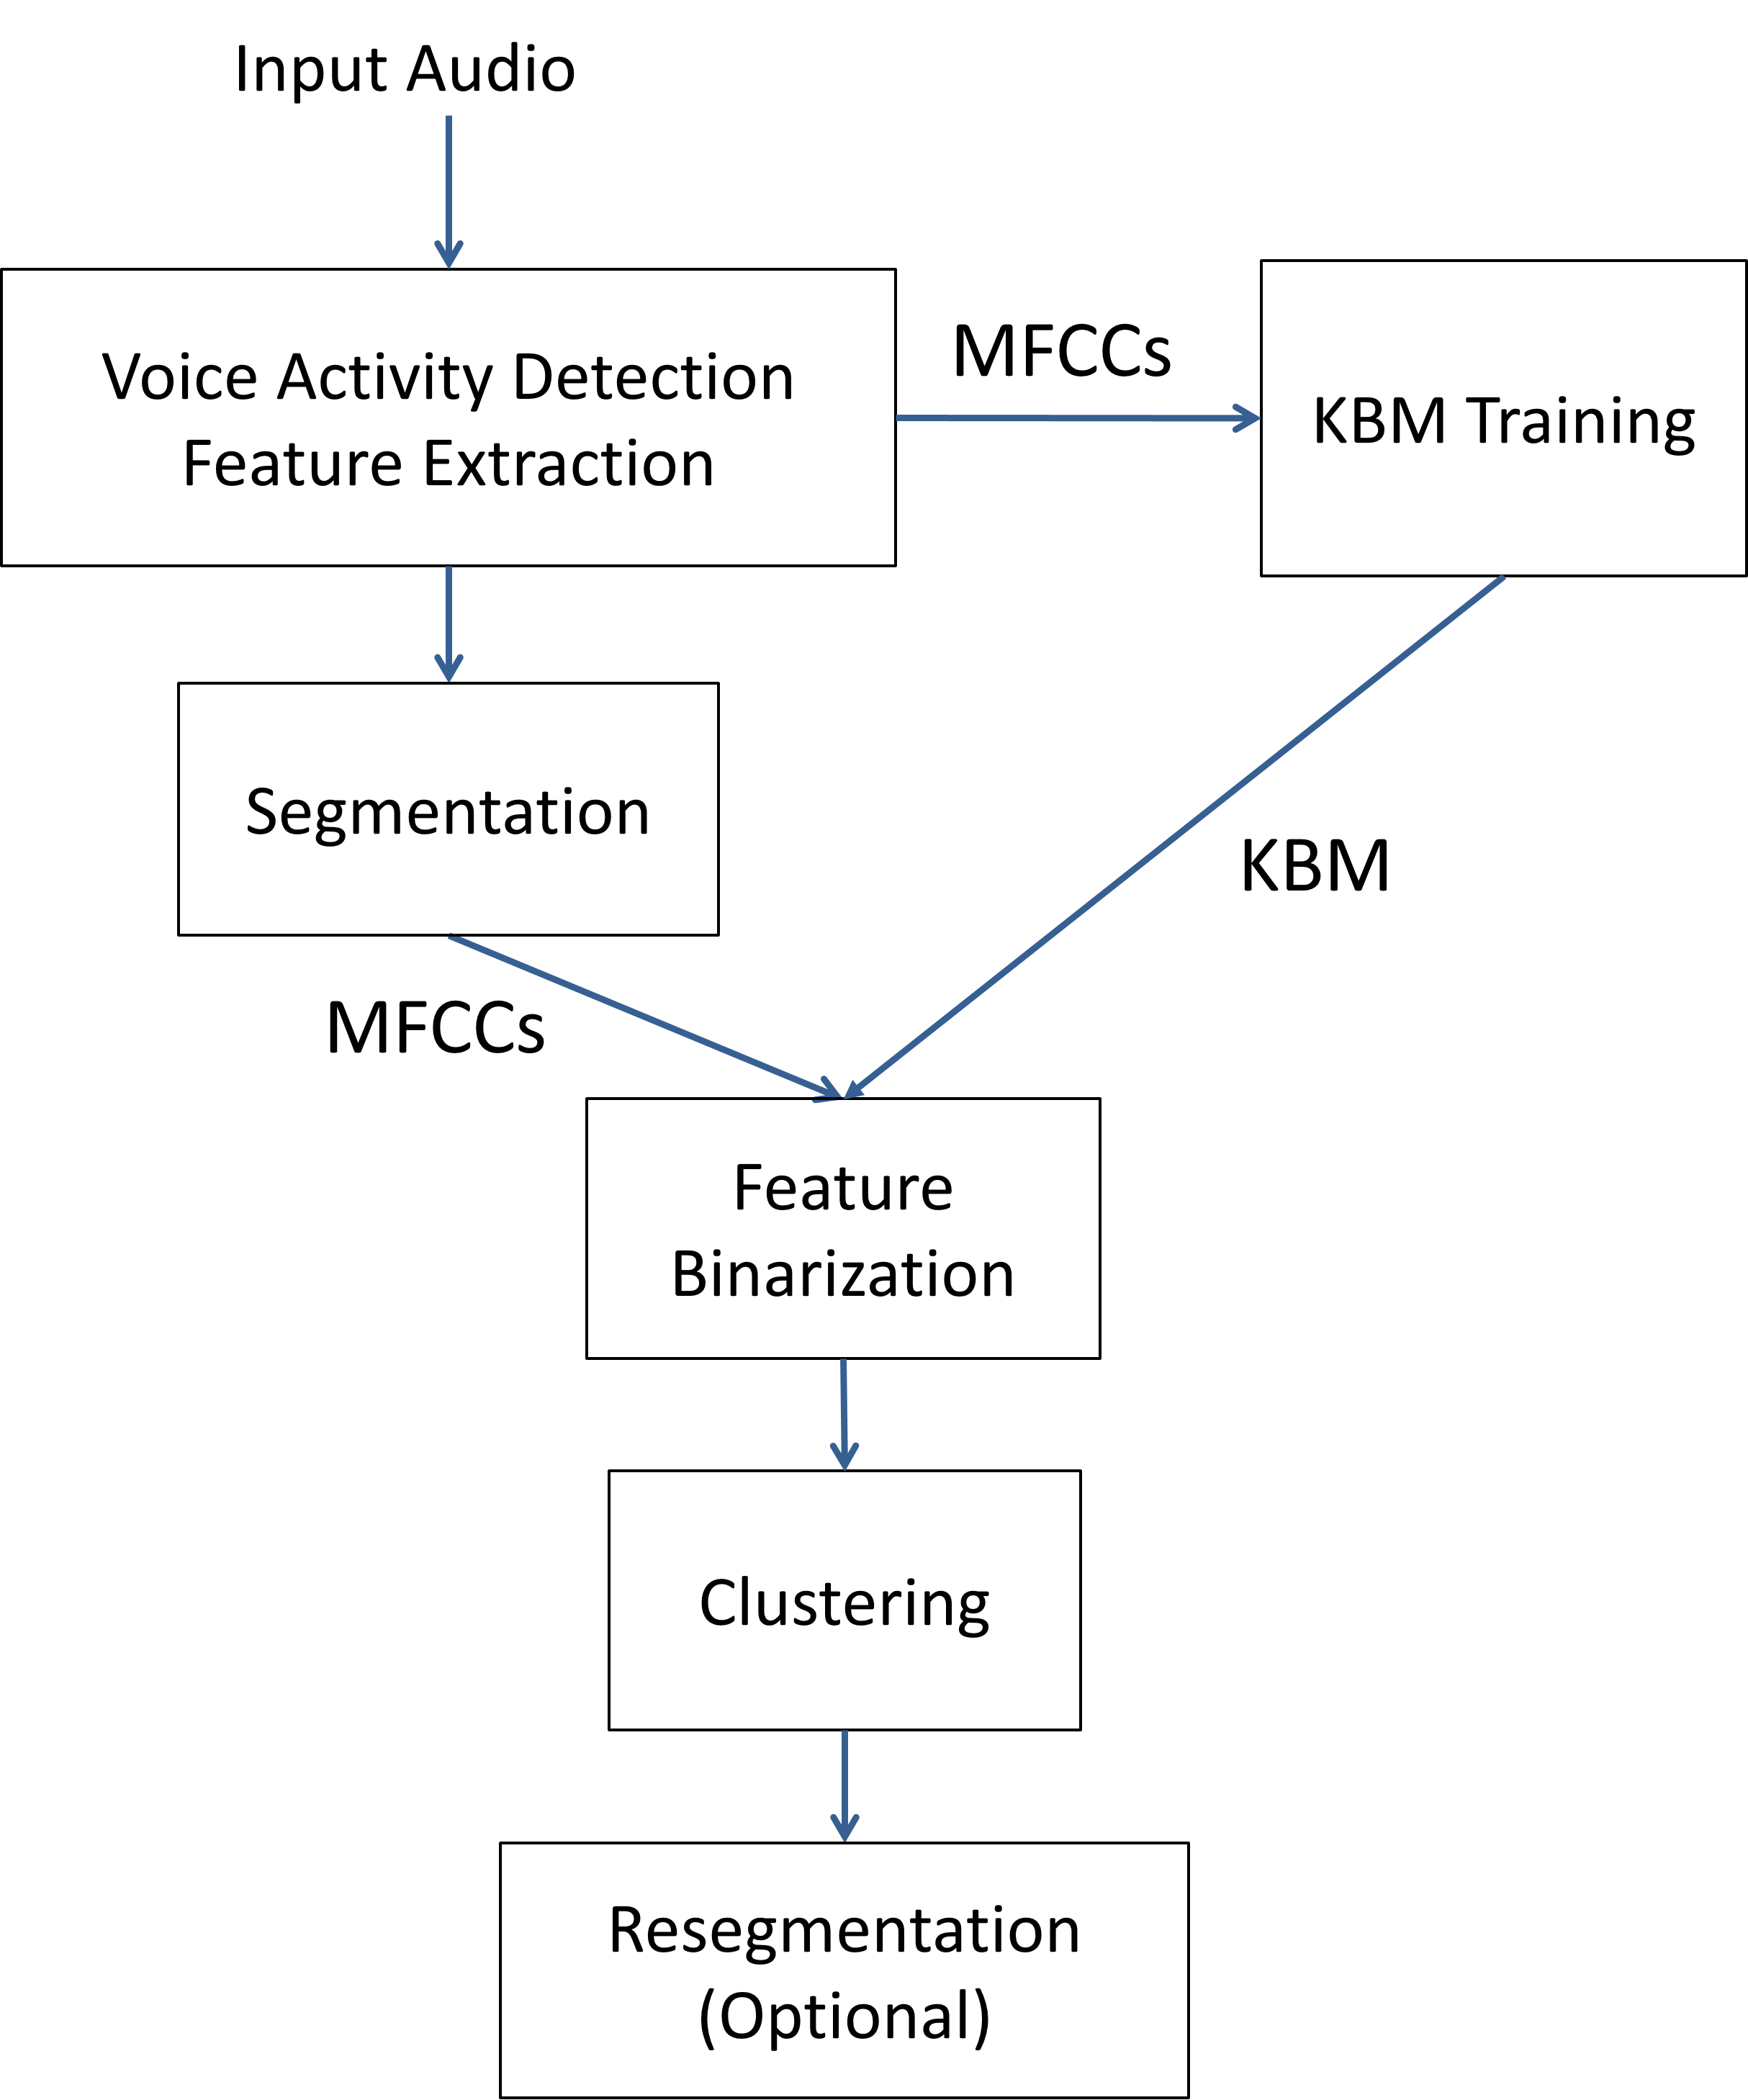 Input Audio
Voice Activity Detection
Feature Extraction
MFCCs
KBM Training
Segmentation
KBM
MFCCs
Feature
Binarization
Clustering
Resegmentation
(Optional)